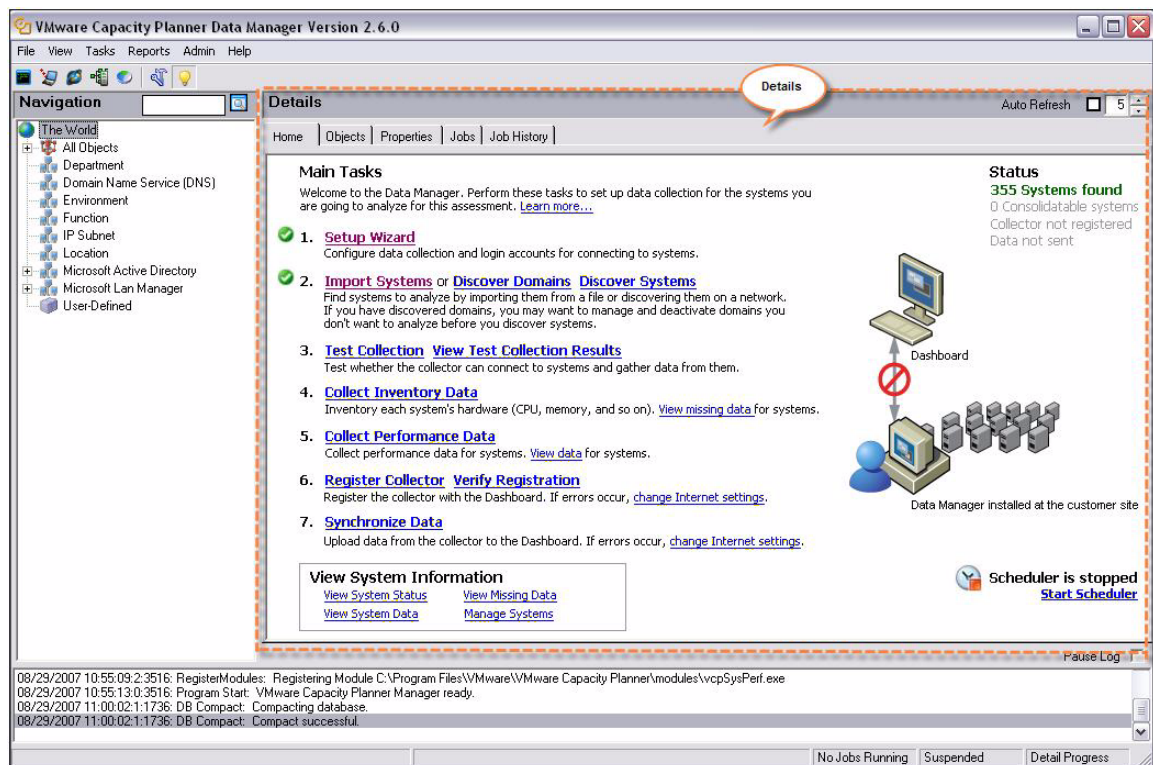 VMware Capacity Planner Data Manager Version 2.6.0
File View Tasks Reports Admin Help
Navigation
Details
Details
Auto Refresh 5
The World
All Objects
Department
Domain Name Service (DNS)
Environment
Function
IP Subnet
Location
Microsoft Active Directory
Microsoft Lan Manager
User-Defined
Home Objects Properties Jobs Job History
Main Tasks
Welcome to the Data Manager. Perform these tasks to set up data collection for the systems you
are going to analyze for this assessment. Learn more...
1. Setup Wizard
Configure data collection and login accounts for connecting to systems.
2. Import Systems or Discover Domains Discover Systems
Find systems to analyze by importing them from a file or discovering them on a network.
If you have discovered domains, you may want to manage and deactivate domains you
don't want to analyze before you discover systems.
3. Test Collection View Test Collection Results
Test whether the collector can connect to systems and gather data from them.
4. Collect Inventory Data
Inventory each system's hardware (CPU, memory, and so on). View missing data for systems.
5. Collect Performance Data
Collect performance data for systems. View data for systems.
6. Register Collector Verify Registration
Register the collector with the Dashboard. If errors occur, change Internet settings.
7. Synchronize Data
Upload data from the collector to the Dashboard. If errors occur, change Internet settings.
View System Information
View System Status View Missing Data
View System Data Manage Systems
Status
355 Systems found
0 Consolidatable systems
Collector not registered
Data not sent
Dashboard
Data Manager installed at the customer site
Scheduler is stopped
Start Scheduler
Pause Log
08/29/2007 10:55:09:2:3516: RegisterModules: Registering Module C:\Program Files\VMware\VMware Capacity Planner\modules\vcpSysPerf.exe
08/29/2007 10:55:13:0:3516: Program Start: VMware Capacity Planner Manager ready.
08/29/2007 11:00:02:1:1736: DB Compact: Compacting database.
08/29/2007 11:00:02:1:1736: DB Compact: Compact successful.
No Jobs Running Suspended Detail Progress